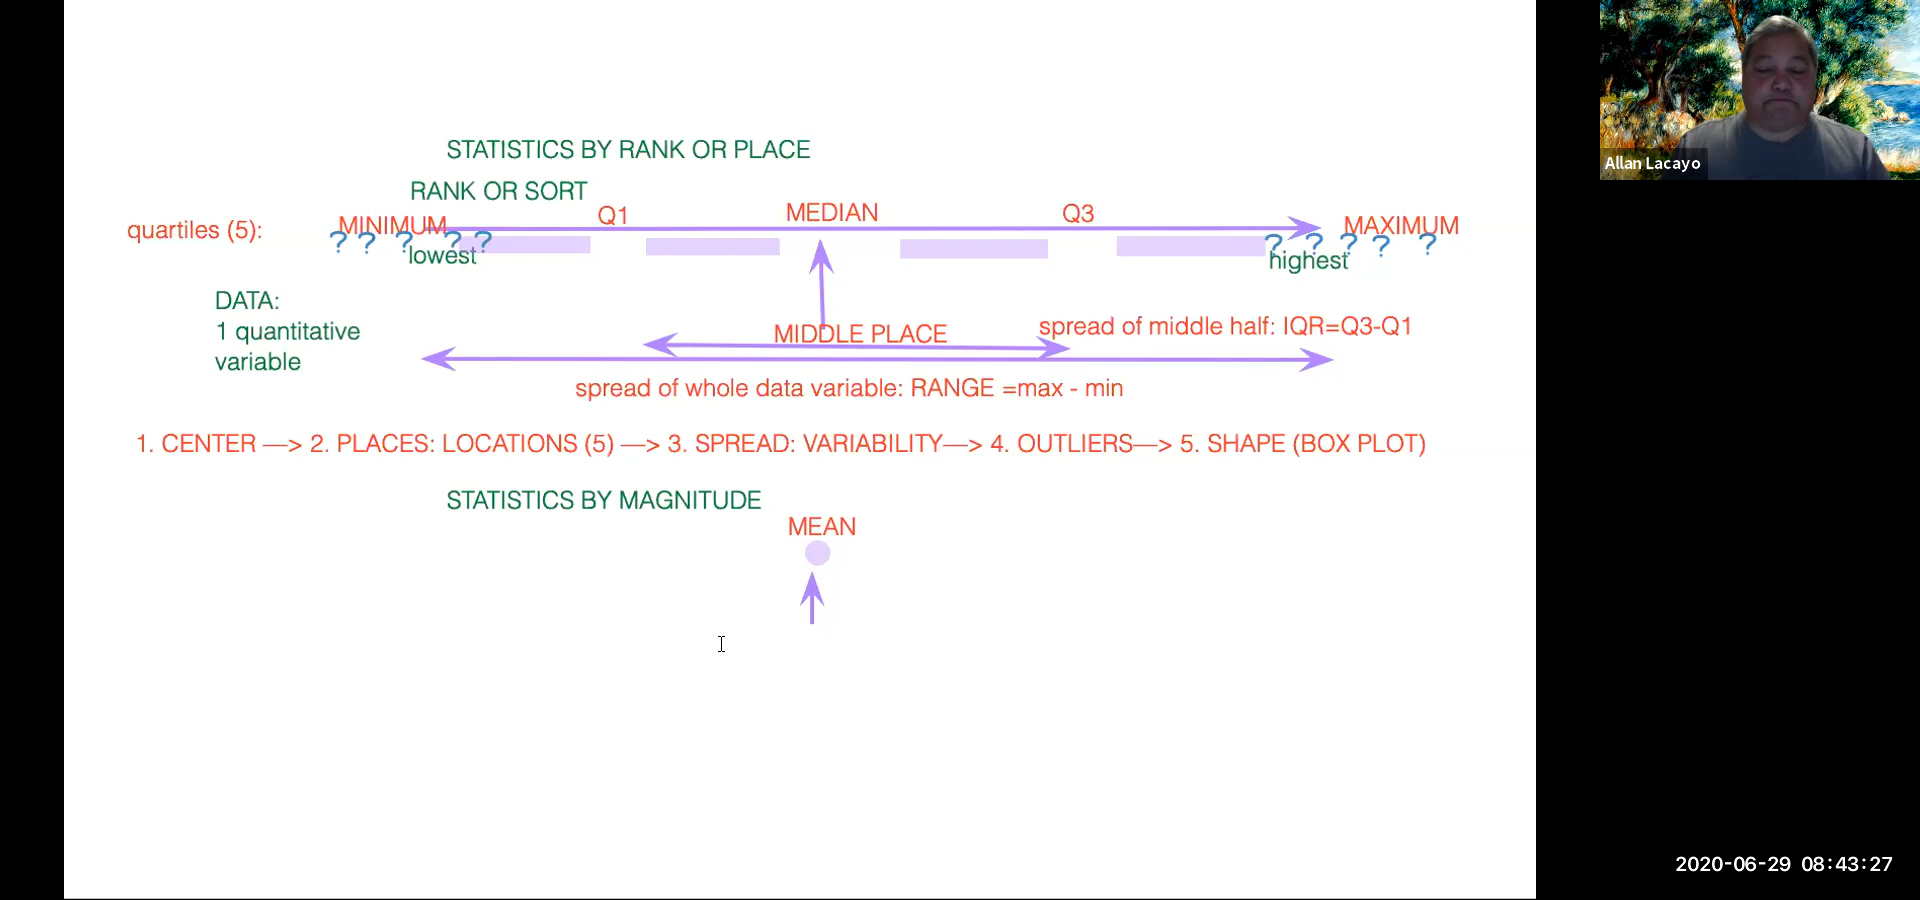 STATISTICS BY RANK OR PLACE
RANK OR SORT
quartiles (5):
MINIMUM
Q1
MEDIAN
Q3
MAXIMUM
? ? ? ? ?
? ? ? ? ?
lowest
highest
DATA:
1 quantitative
variable
MIDDLE PLACE
spread of middle half: IQR=Q3-Q1
spread of whole data variable: RANGE =max - min
1. CENTER —> 2. PLACES: LOCATIONS (5) —> 3. SPREAD: VARIABILITY—> 4. OUTLIERS—> 5. SHAPE (BOX PLOT)
STATISTICS BY MAGNITUDE
MEAN
Allan Lacayo
2020-06-29 08:43:27